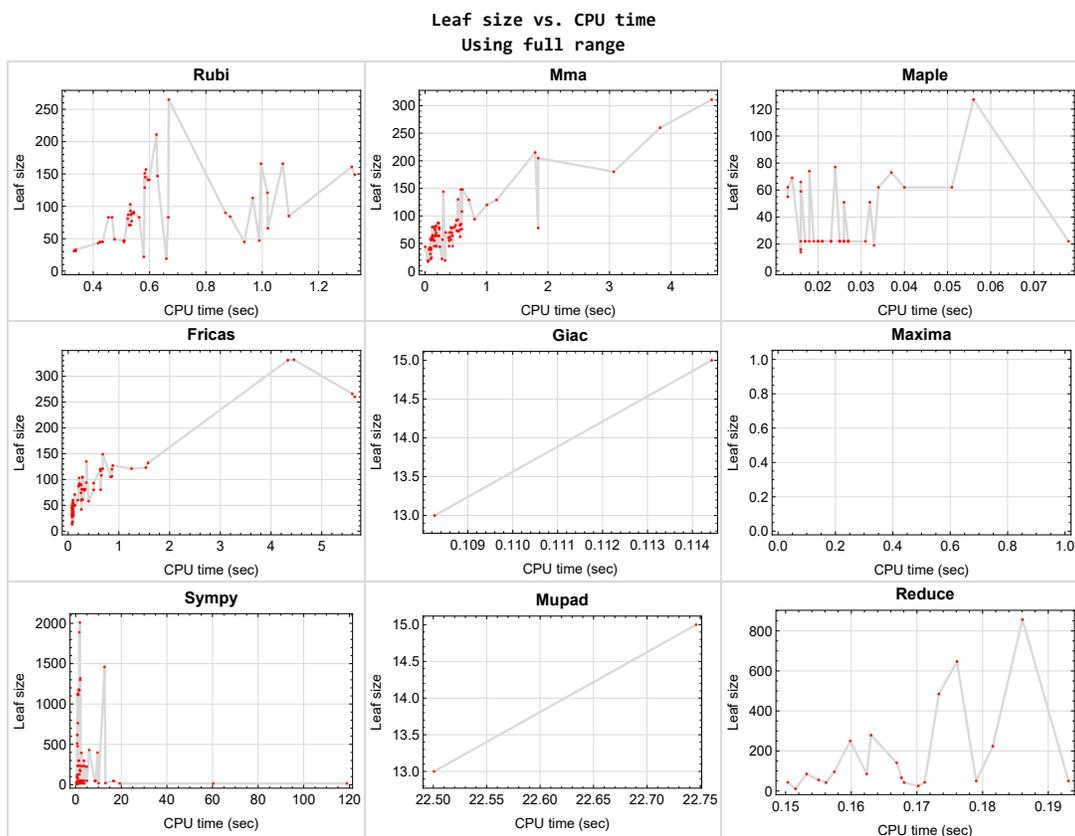 Leaf size vs. CPU time
Using full range
Rubi
Leaf size
250
200
150
100
50
0
0.4 0.6 0.8 1.0 1.2
CPU time (sec)
Mma
Leaf size
300
250
200
150
100
50
0
0 1 2 3 4
CPU time (sec)
Maple
Leaf size
120
100
80
60
40
20
0
0.02 0.03 0.04 0.05 0.06 0.07
CPU time (sec)
Fricas
Leaf size
300
250
200
150
100
50
0
0 1 2 3 4 5
CPU time (sec)
Giac
Leaf size
15.0
14.5
14.0
13.5
13.0
0.109 0.110 0.111 0.112 0.113 0.114
CPU time (sec)
Maxima
Leaf size
1.0
0.8
0.6
0.4
0.2
0.0
0.0 0.2 0.4 0.6 0.8 1.0
CPU time (sec)
Sympy
Leaf size
2000
1500
1000
500
0
0 20 40 60 80 100 120
CPU time (sec)
Mupad
Leaf size
15.0
14.5
14.0
13.5
13.0
22.50 22.55 22.60 22.65 22.70 22.75
CPU time (sec)
Reduce
Leaf size
800
600
400
200
0
0.15 0.16 0.17 0.18 0.19
CPU time (sec)